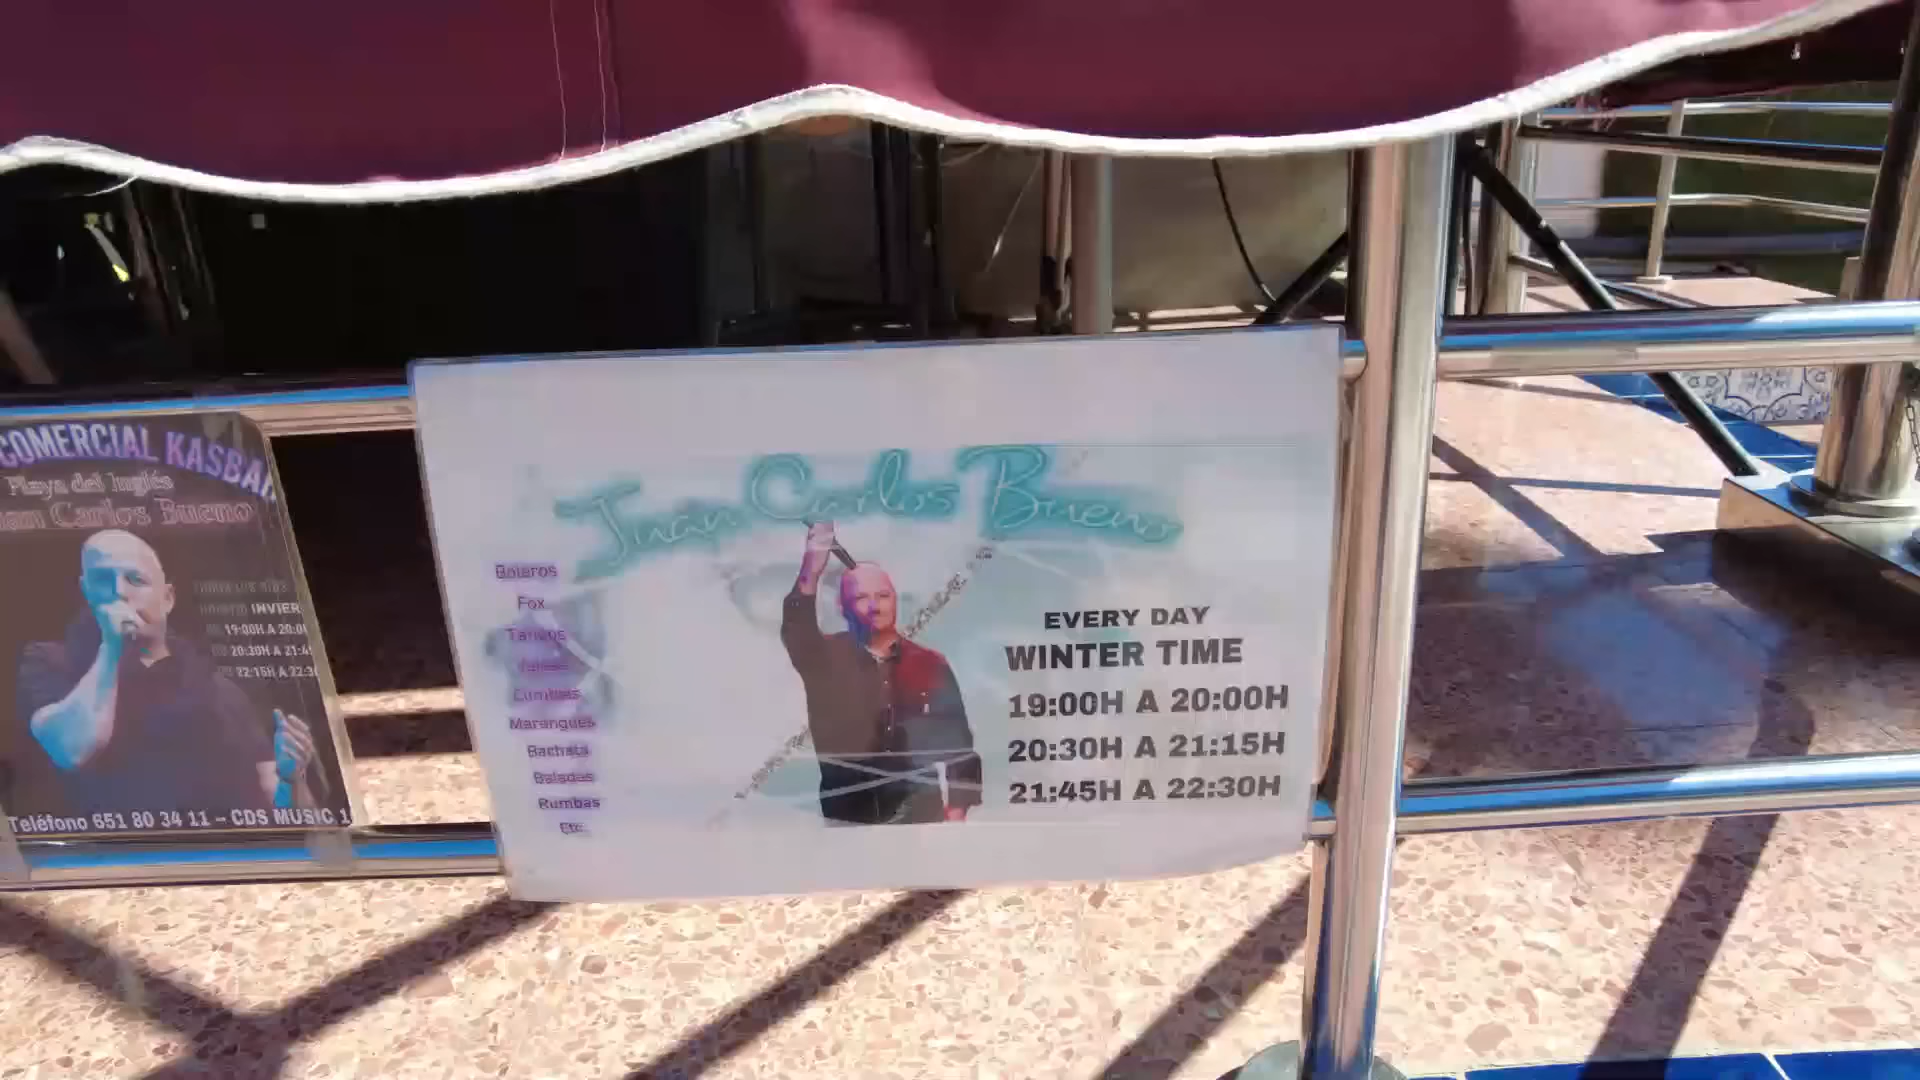 COMERCIAL KASBAH
Playa del Inglés
Juan Carlos Bueno
INVIER
19:00H A 20:0
20:30H A 21:4
22:15H A 22:3
Teléfono 651 80 34 11 - CDS MUSIC 1
Juan Carlos Bueno
Boleros
Fox
Tangos
Valses
Cumbias
Marengues
Bachata
Baladas
Rumbas
Etc.
EVERY DAY
WINTER TIME
19:00H A 20:00H
20:30H A 21:15H
21:45H A 22:30H